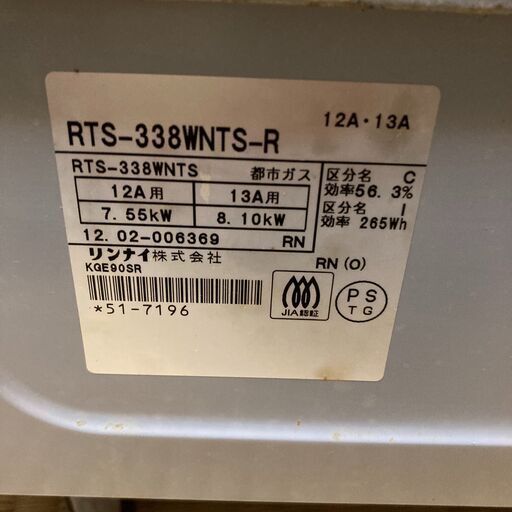 RTS-338WNTS-R 12A・13A
RTS-338WNTS 都市ガス
12A用 13A用
7.55kW 8.10kW
12.02-006369 RN
区分名 C
効率56.3%
区分名 I
効率 265Wh
リンナイ株式会社
KGE90SR
RN(O)
*51-7196
JIA認証
PS
TG